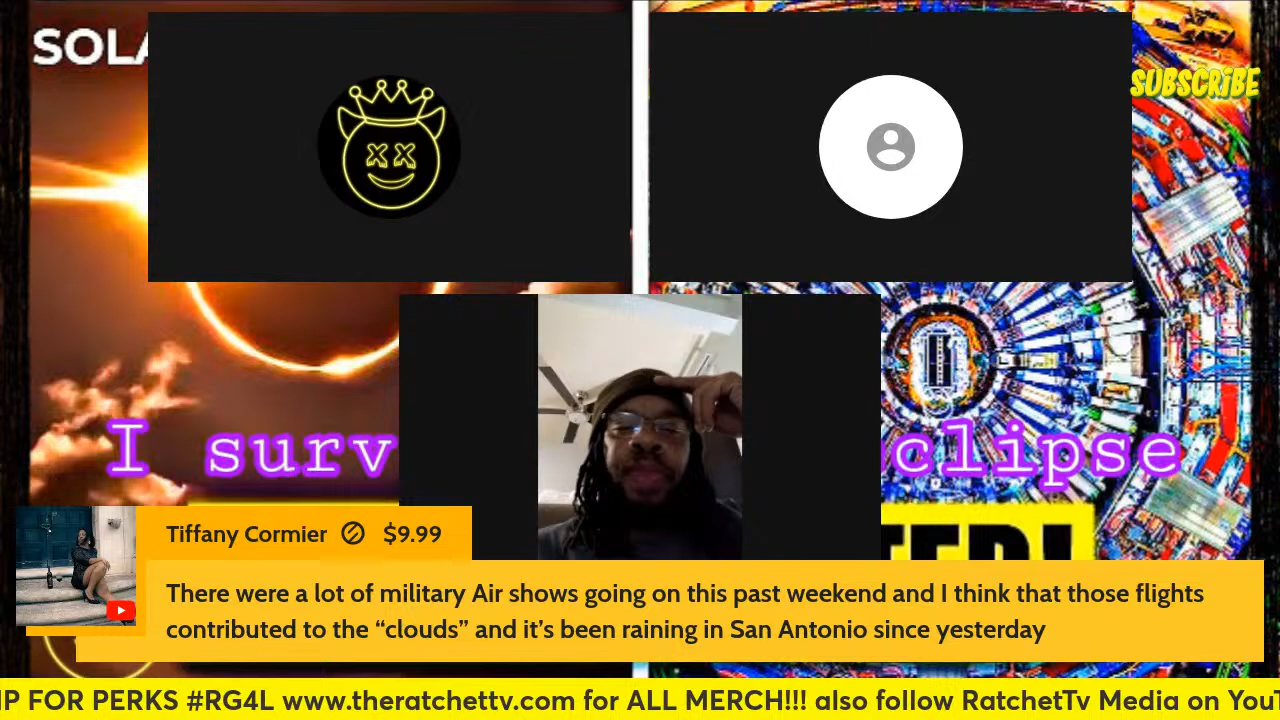 SOLA
SUBSCRiBE
I surv clipse
TED!
Tiffany Cormier $9.99
There were a lot of military Air shows going on this past weekend and I think that those flights
contributed to the “clouds” and it’s been raining in San Antonio since yesterday
IP FOR PERKS #RG4L www.theratchettv.com for ALL MERCH!!! also follow RatchetTv Media on YouT